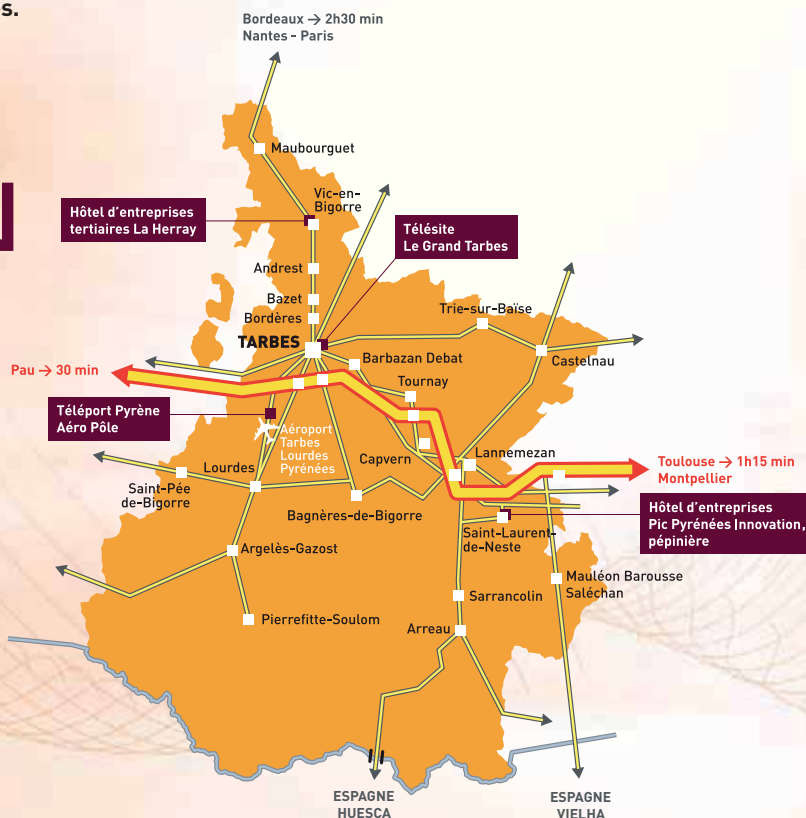 Bordeaux → 2h30 min
Nantes - Paris
Maubourguet
Vic-en-
Bigorre
Hôtel d'entreprises
tertiaires La Herray
Télésite
Le Grand Tarbes
Andrest
Bazet
Bordères
Trie-sur-Baïse
TARBES
Castelnau
Barbazan Debat
Pau → 30 min
Tournay
Téléport Pyrène
Aéro Pôle
Aéroport
Tarbes
Lourdes
Pyrénées
Capvern
Lannemezan
Toulouse → 1h15 min
Montpellier
Lourdes
Saint-Pée
de-Bigorre
Bagnères-de-Bigorre
Hôtel d'entreprises
Pic Pyrénées Innovation,
pépinière
Saint-Laurent-
de-Neste
Argelès-Gazost
Mauléon Barousse
Saléchan
Sarrancolin
Pierrefitte-Soulom
Arreau
ESPAGNE
HUESCA
ESPAGNE
VIELHA